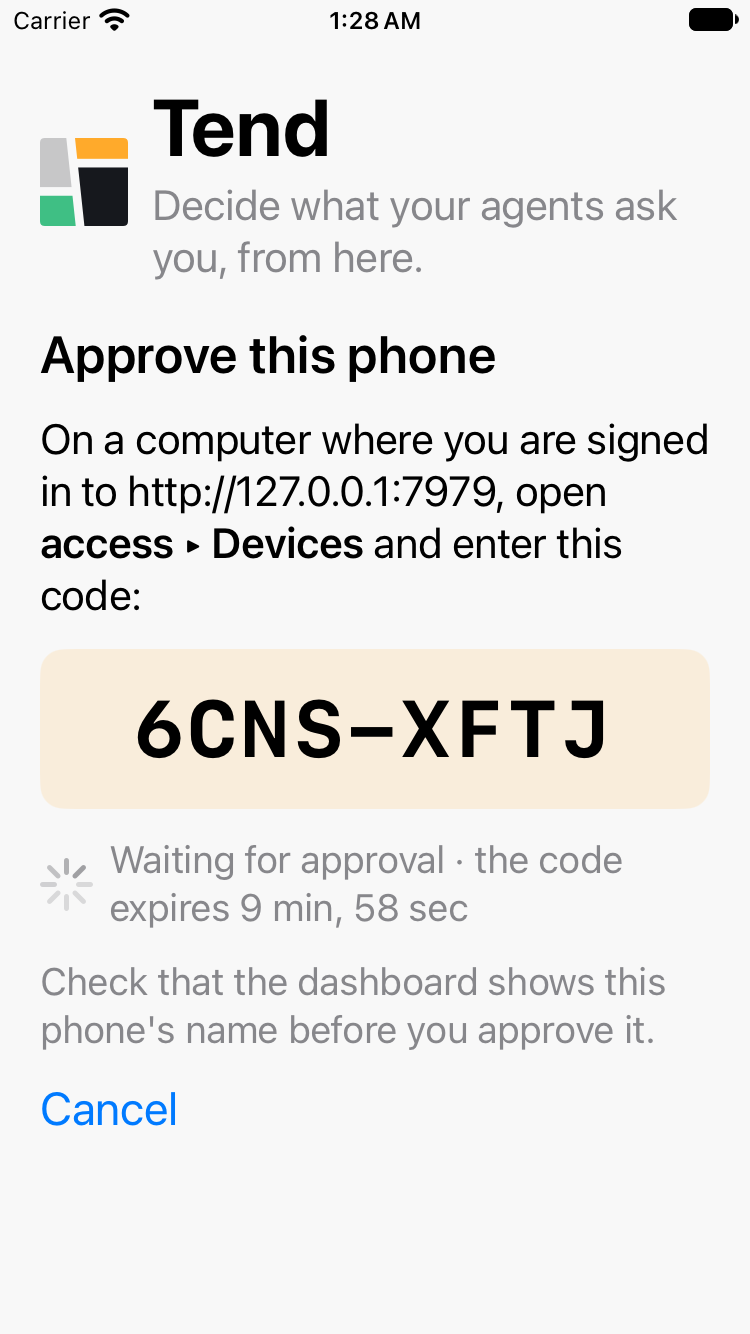 Carrier 1:28 AM
Tend
Decide what your agents ask
you, from here.
Approve this phone
On a computer where you are signed
in to http://127.0.0.1:7979, open
access ▸ Devices and enter this
code:
6CNS–XFTJ
Waiting for approval · the code
expires 9 min, 58 sec
Check that the dashboard shows this
phone's name before you approve it.
Cancel